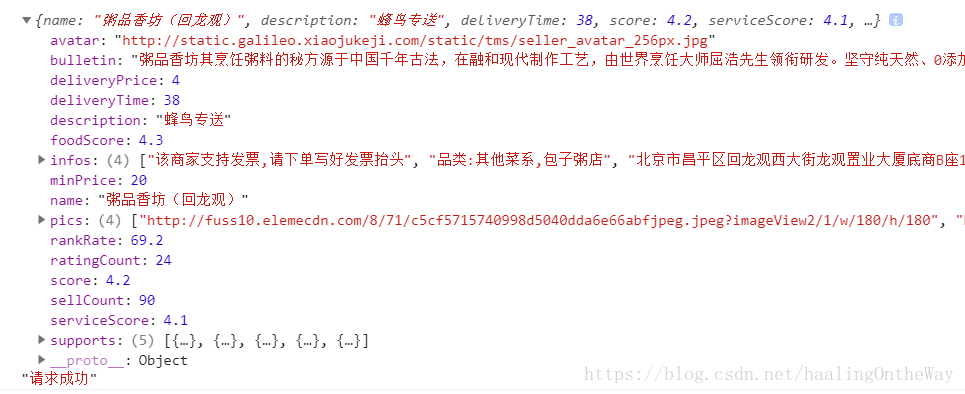 {name: "粥品香坊（回龙观）", description: "蜂鸟专送", deliveryTime: 38, score: 4.2, serviceScore: 4.1, …}
avatar: "http://static.galileo.xiaojukeji.com/static/tms/seller_avatar_256px.jpg"
bulletin: "粥品香坊其烹饪粥料的秘方源于中国千年古法，在融和现代制作工艺，由世界烹饪大师屈浩先生领衔研发。坚守纯天然、0添加
deliveryPrice: 4
deliveryTime: 38
description: "蜂鸟专送"
foodScore: 4.3
infos: (4) ["该商家支持发票,请下单写好发票抬头", "品类:其他菜系,包子粥店", "北京市昌平区回龙观西大街龙观置业大厦底商B座1
minPrice: 20
name: "粥品香坊（回龙观）"
pics: (4) ["http://fuss10.elemecdn.com/8/71/c5cf5715740998d5040dda6e66abfjpeg.jpeg?imageView2/1/w/180/h/180", "
rankRate: 69.2
ratingCount: 24
score: 4.2
sellCount: 90
serviceScore: 4.1
supports: (5) [{…}, {…}, {…}, {…}, {…}]
__proto__: Object
"请求成功"
https://blog.csdn.net/haalingOntheWay